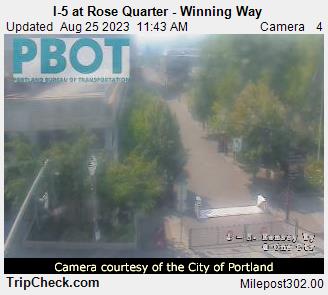 I-5 at Rose Quarter - Winning Way
Updated Aug 25 2023 11:43 AM Camera 4
PBOT
PORTLAND BUREAU OF TRANSPORTATION
Camera courtesy of the City of Portland
TripCheck.com Milepost302.00